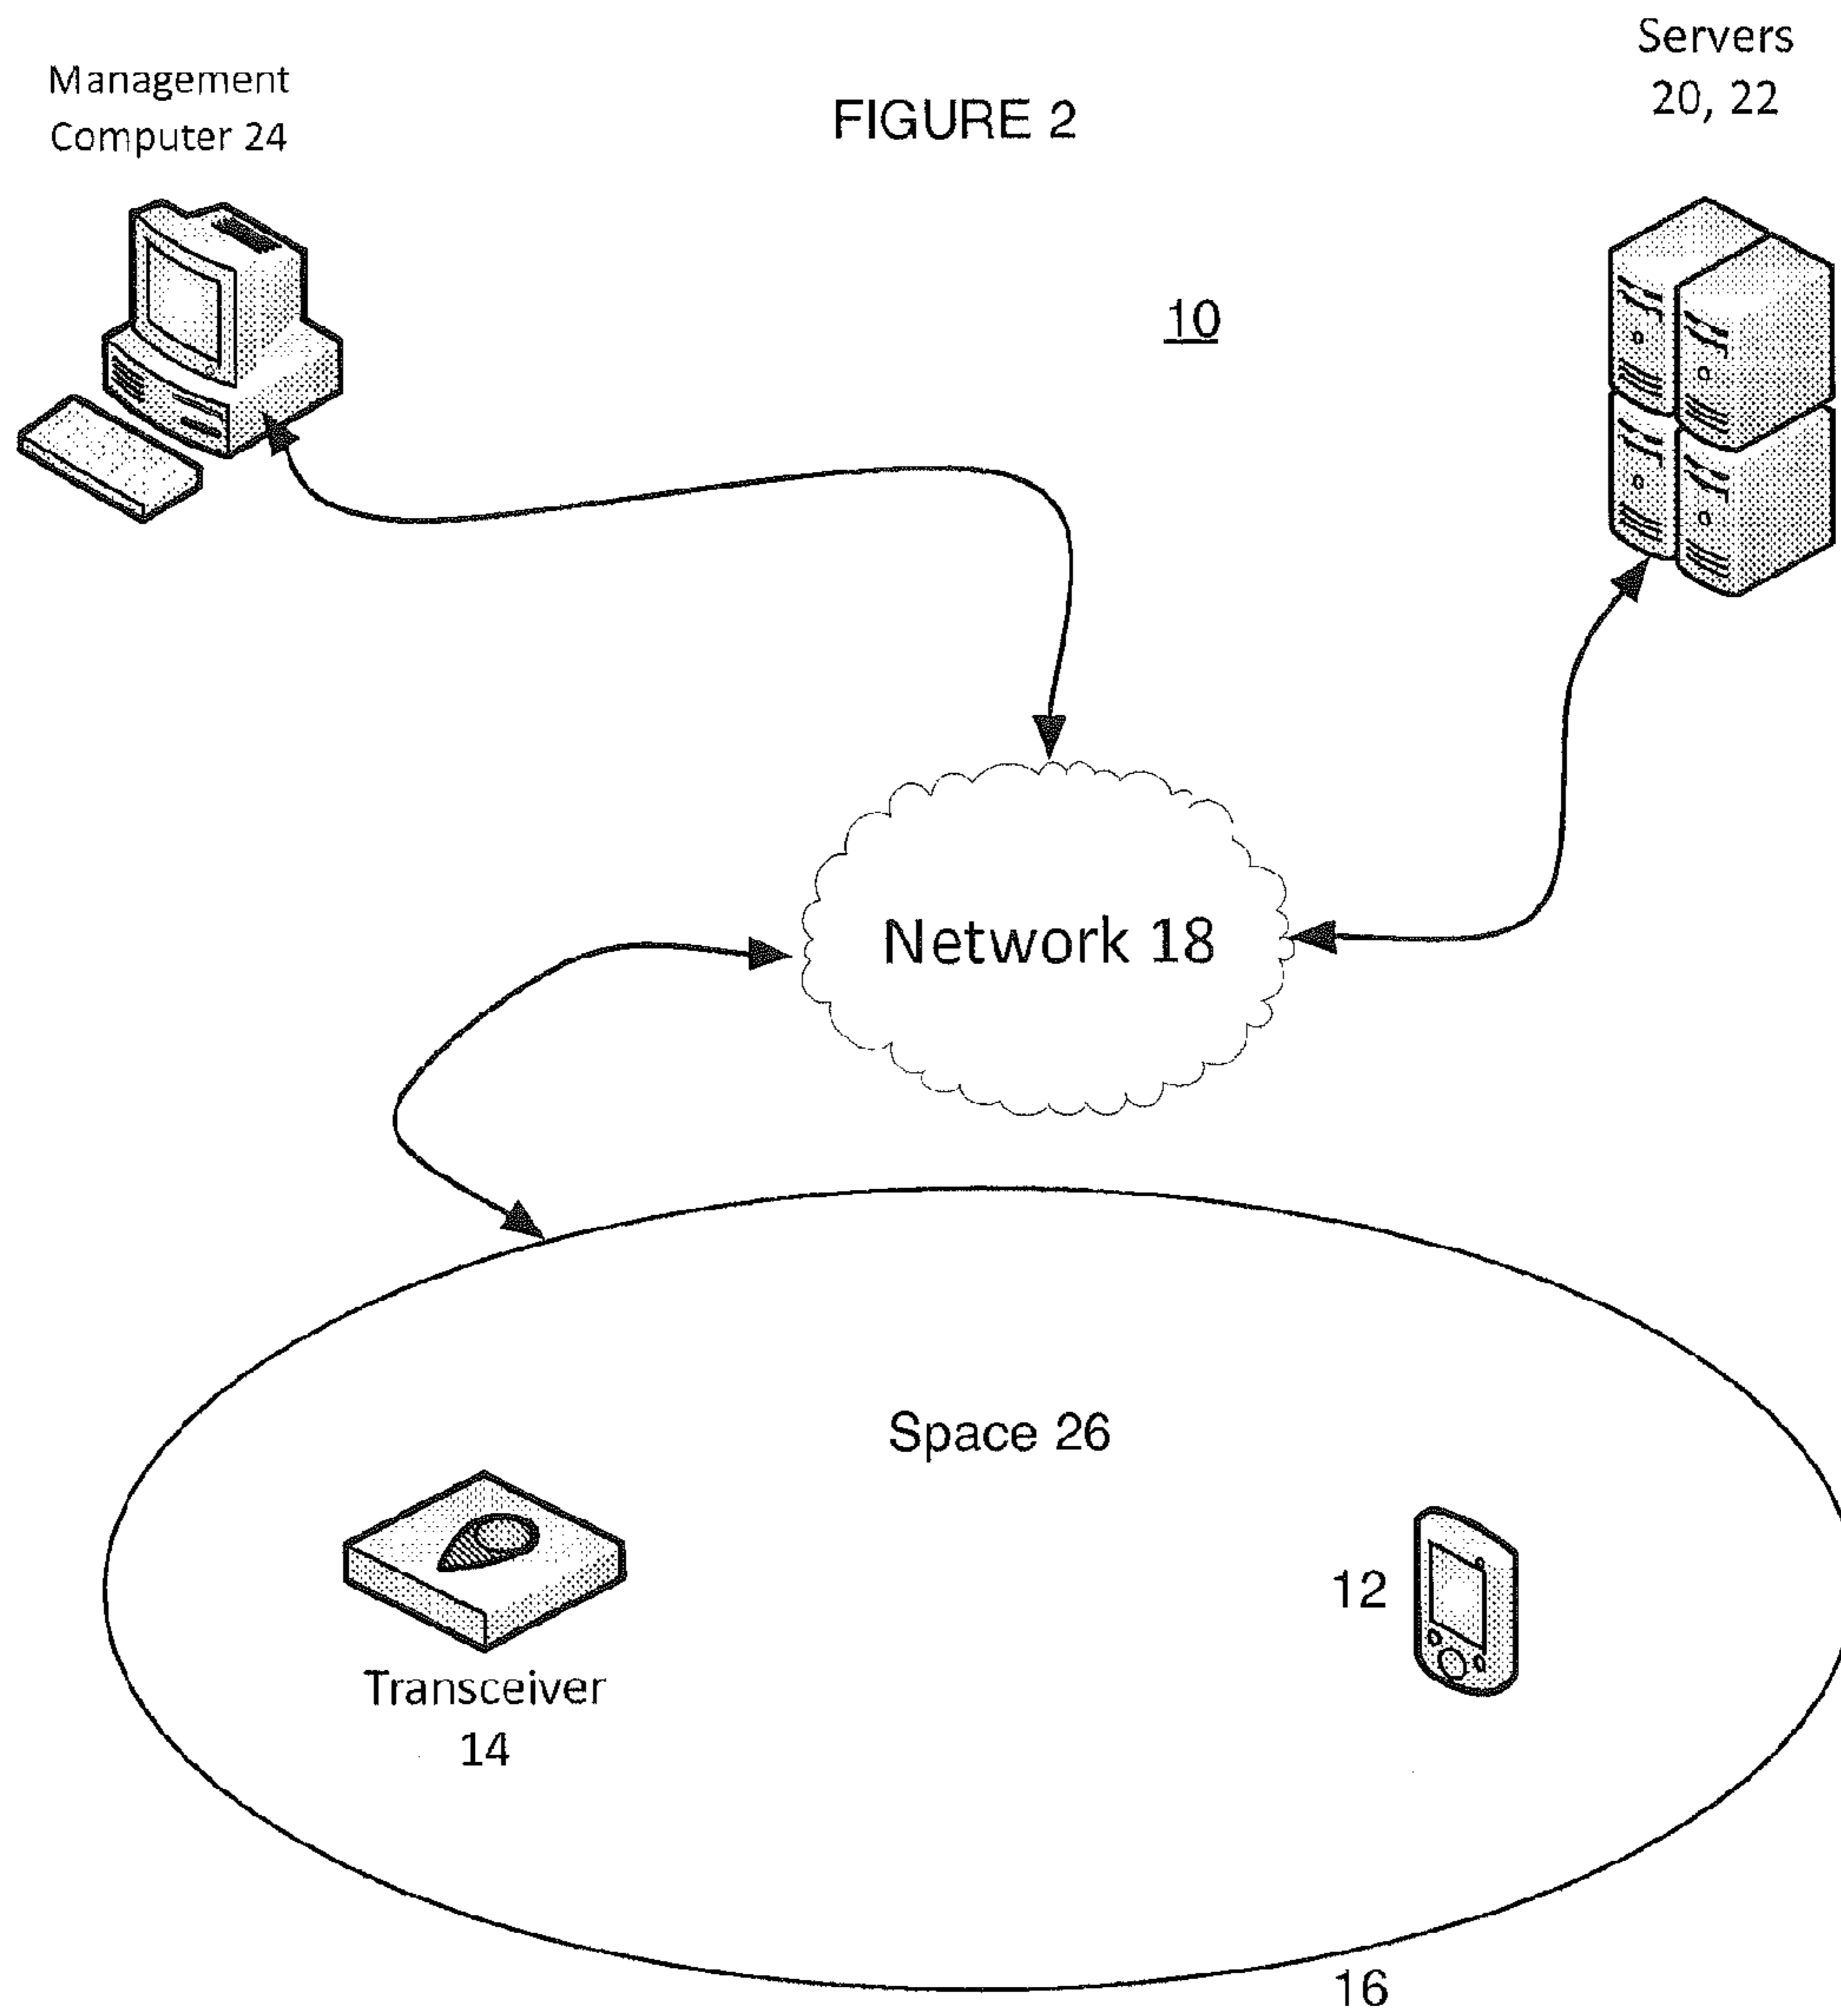 Servers
20, 22
Management
Computer 24
FIGURE 2
10
Network 18
Space 26
12
Transceiver
14
16